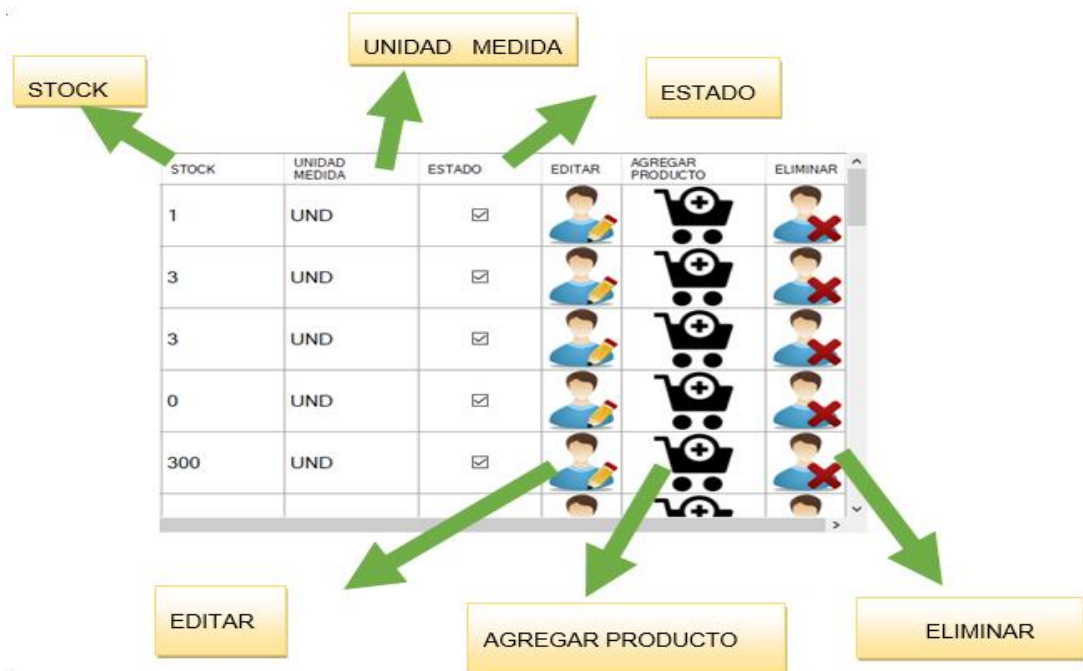 UNIDAD MEDIDA
STOCK
ESTADO
STOCK UNIDAD MEDIDA ESTADO EDITAR AGREGAR PRODUCTO ELIMINAR
1 UND
3 UND
3 UND
0 UND
300 UND
EDITAR
AGREGAR PRODUCTO
ELIMINAR